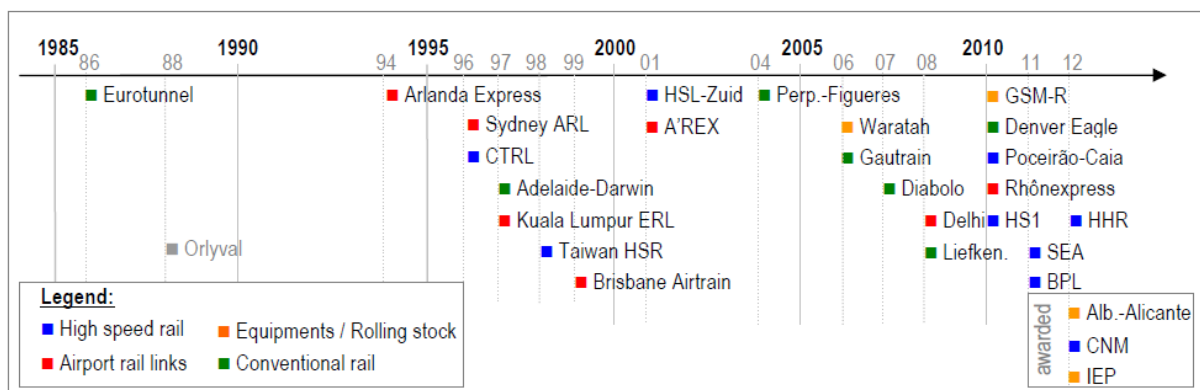 1985 1990 1995 2000 2005 2010
86 88 94 96 97 98 99 01 04 06 07 08 11 12
Eurotunnel Arlanda Express HSL-Zuid Perp.-Figueres GSM-R
Sydney ARL A'REX Waratah Denver Eagle
CTRL Gautrain Poceirão-Caia
Adelaide-Darwin Diabolo Rhônexpress
Kuala Lumpur ERL Delhi HS1 HHR
Orlyval Taiwan HSR Liefken. SEA
Brisbane Airtrain BPL
Legend:
High speed rail Equipments / Rolling stock
Airport rail links Conventional rail
awarded
Alb.-Alicante
CNM
IEP